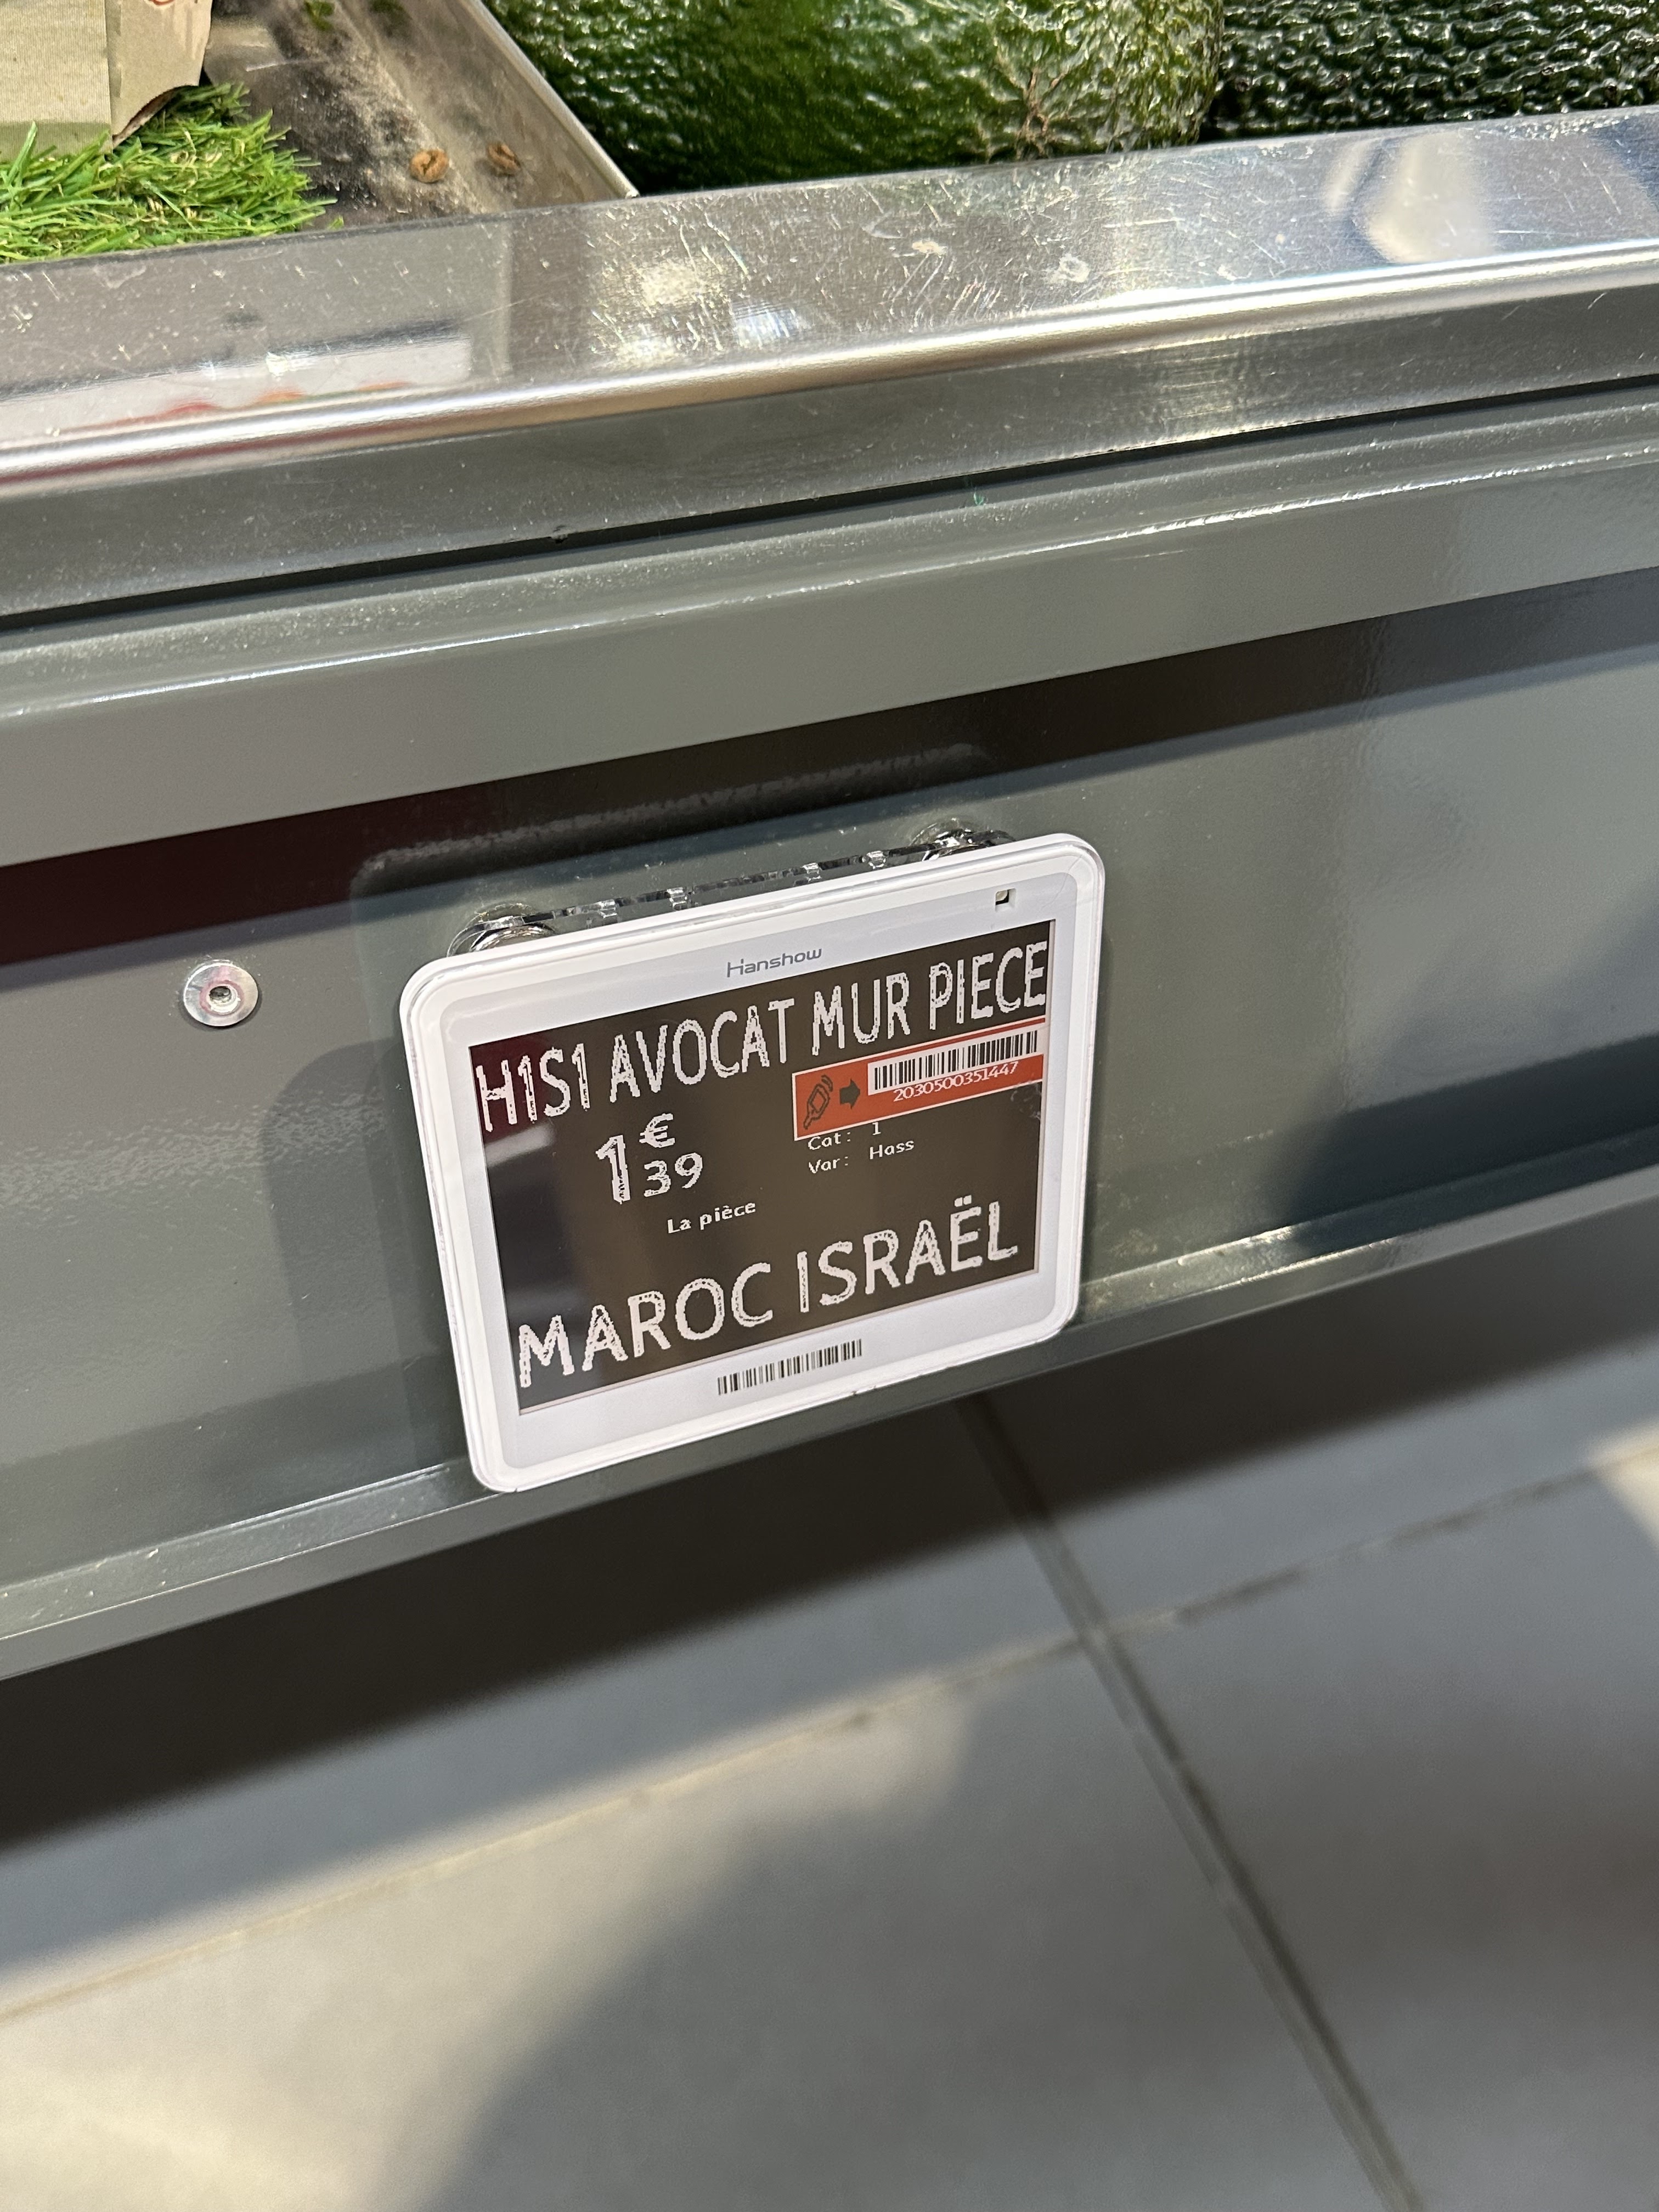 Hanshow
H1S1 AVOCAT MUR PIECE
2030500351447
1€39
Cat: 1
Var: Hass
La pièce
MAROC ISRAËL